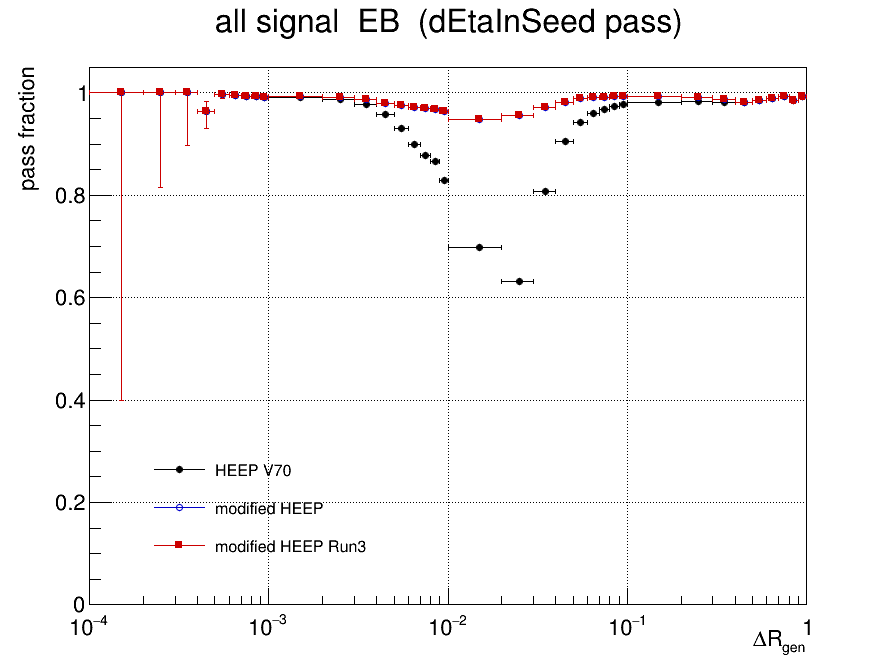 all signal EB (dEtaInSeed pass)
pass fraction
1
0.8
0.6
0.4
0.2
0
HEEP V70
modified HEEP
modified HEEP Run3
10⁻⁴ 10⁻³ 10⁻² 10⁻¹ 1
ΔR_gen